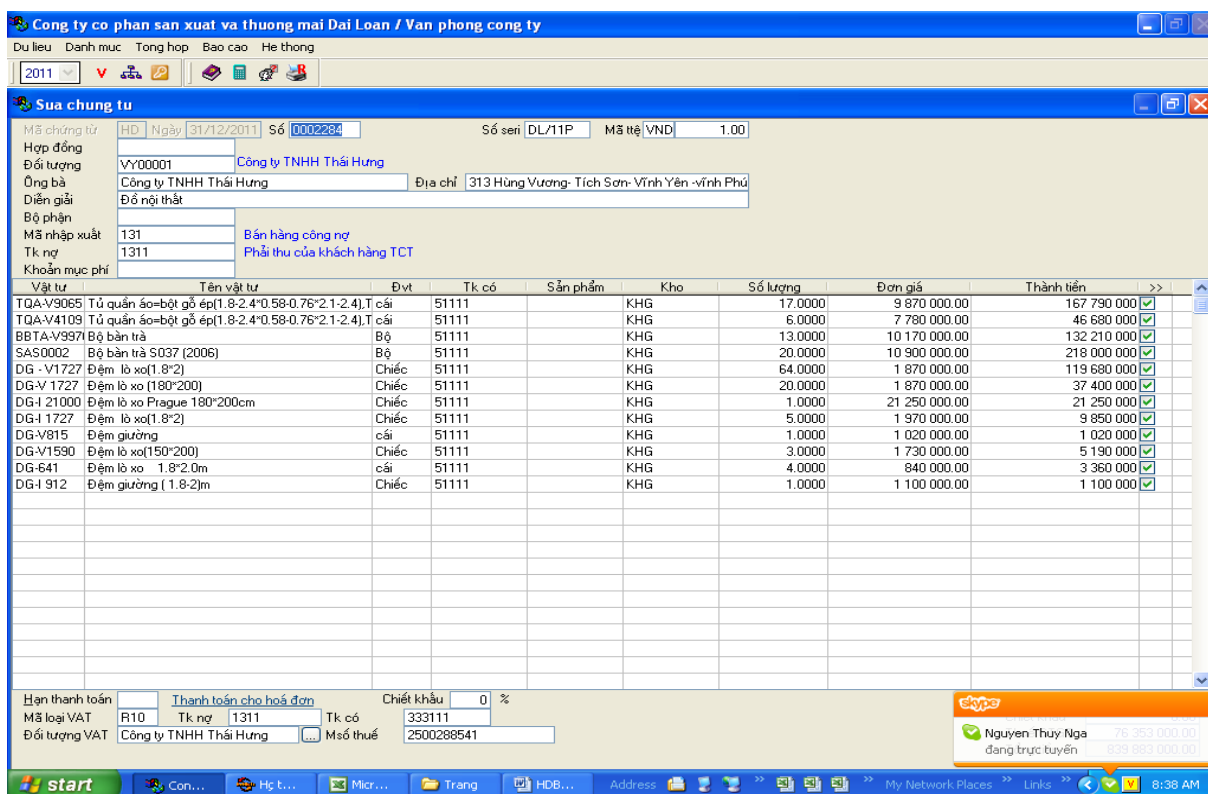 Cong ty co phan san xuat va thuong mai Dai Loan / Van phong cong ty
Du lieu Danh muc Tong hop Bao cao He thong
2011 V
Sua chung tu
Mã chứng từ HD Ngày 31/12/2011 Số 0002284 Số seri DL/11P Mã ttệ VND 1.00
Hợp đồng
Đối tượng VY00001 Công ty TNHH Thái Hưng
Ông bà Công ty TNHH Thái Hưng Địa chỉ 313 Hùng Vương- Tích Sơn- Vĩnh Yên -vĩnh Phú
Diễn giải Đồ nội thất
Bộ phận
Mã nhập xuất 131 Bán hàng công nợ
Tk nợ 1311 Phải thu của khách hàng TCT
Khoản mục phí
Vật tư Tên vật tư Đvt Tk có Sản phẩm Kho Số lượng Đơn giá Thành tiền >>
TQA-V9065 Tủ quần áo=bột gỗ ép(1.8-2.4*0.58-0.76*2.1-2.4),T cái 51111 KHG 17.0000 9 870 000.00 167 790 000
TQA-V4109 Tủ quần áo=bột gỗ ép(1.8-2.4*0.58-0.76*2.1-2.4),T cái 51111 KHG 6.0000 7 780 000.00 46 680 000
BBTA-V997 Bộ bàn trà Bộ 51111 KHG 13.0000 10 170 000.00 132 210 000
SAS0002 Bộ bàn trà S037 (2006) Bộ 51111 KHG 20.0000 10 900 000.00 218 000 000
DG - V1727 Đệm lò xo(1.8*2) Chiếc 51111 KHG 64.0000 1 870 000.00 119 680 000
DG-V 1727 Đệm lò xo (180*200) Chiếc 51111 KHG 20.0000 1 870 000.00 37 400 000
DG-I 21000 Đệm lò xo Prague 180*200cm Chiếc 51111 KHG 1.0000 21 250 000.00 21 250 000
DG-I 1727 Đệm lò xo(1.8*2) Chiếc 51111 KHG 5.0000 1 970 000.00 9 850 000
DG-V815 Đệm giường cái 51111 KHG 1.0000 1 020 000.00 1 020 000
DG-V1590 Đệm lò xo(150*200) Chiếc 51111 KHG 3.0000 1 730 000.00 5 190 000
DG-641 Đệm lò xo 1.8*2.0m cái 51111 KHG 4.0000 840 000.00 3 360 000
DG-I 912 Đệm giường ( 1.8-2)m Chiếc 51111 KHG 1.0000 1 100 000.00 1 100 000
Hạn thanh toán Thanh toán cho hoá đơn Chiết khấu 0 %
Mã loại VAT R10 Tk nợ 1311 Tk có 333111
Đối tượng VAT Công ty TNHH Thái Hưng ... Msố thuế 2500288541
skype
Chiết khấu 0.00
Nguyen Thuy Nga 76 353 000.00
đang trực tuyến 839 883 000.00
start Con... Hç t... Micr... Trang HDB... Address >> >> My Network Places >> Links >> V 8:38 AM